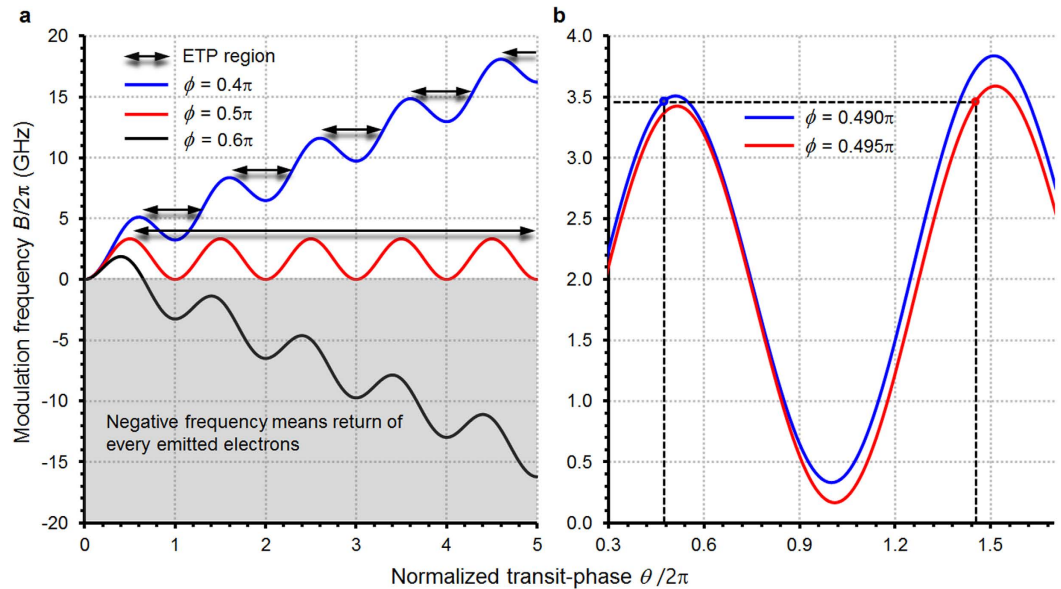 a
b
Modulation frequency B/2π (GHz)
20
15
10
5
0
-5
-10
-15
-20
ETP region
ϕ = 0.4π
ϕ = 0.5π
ϕ = 0.6π
Negative frequency means return of
every emitted electrons
0 1 2 3 4 5
4.0
3.5
3.0
2.5
2.0
1.5
1.0
0.5
0.0
ϕ = 0.490π
ϕ = 0.495π
0.3 0.6 0.9 1.2 1.5
Normalized transit-phase θ/2π